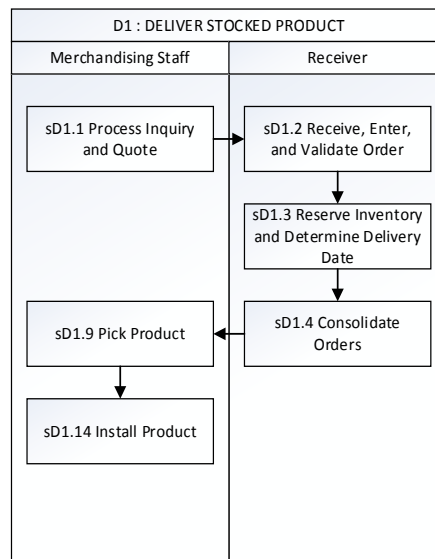 D1 : DELIVER STOCKED PRODUCT
Merchandising Staff
Receiver
sD1.1 Process Inquiry
and Quote
sD1.2 Receive, Enter,
and Validate Order
sD1.3 Reserve Inventory
and Determine Delivery
Date
sD1.4 Consolidate
Orders
sD1.9 Pick Product
sD1.14 Install Product